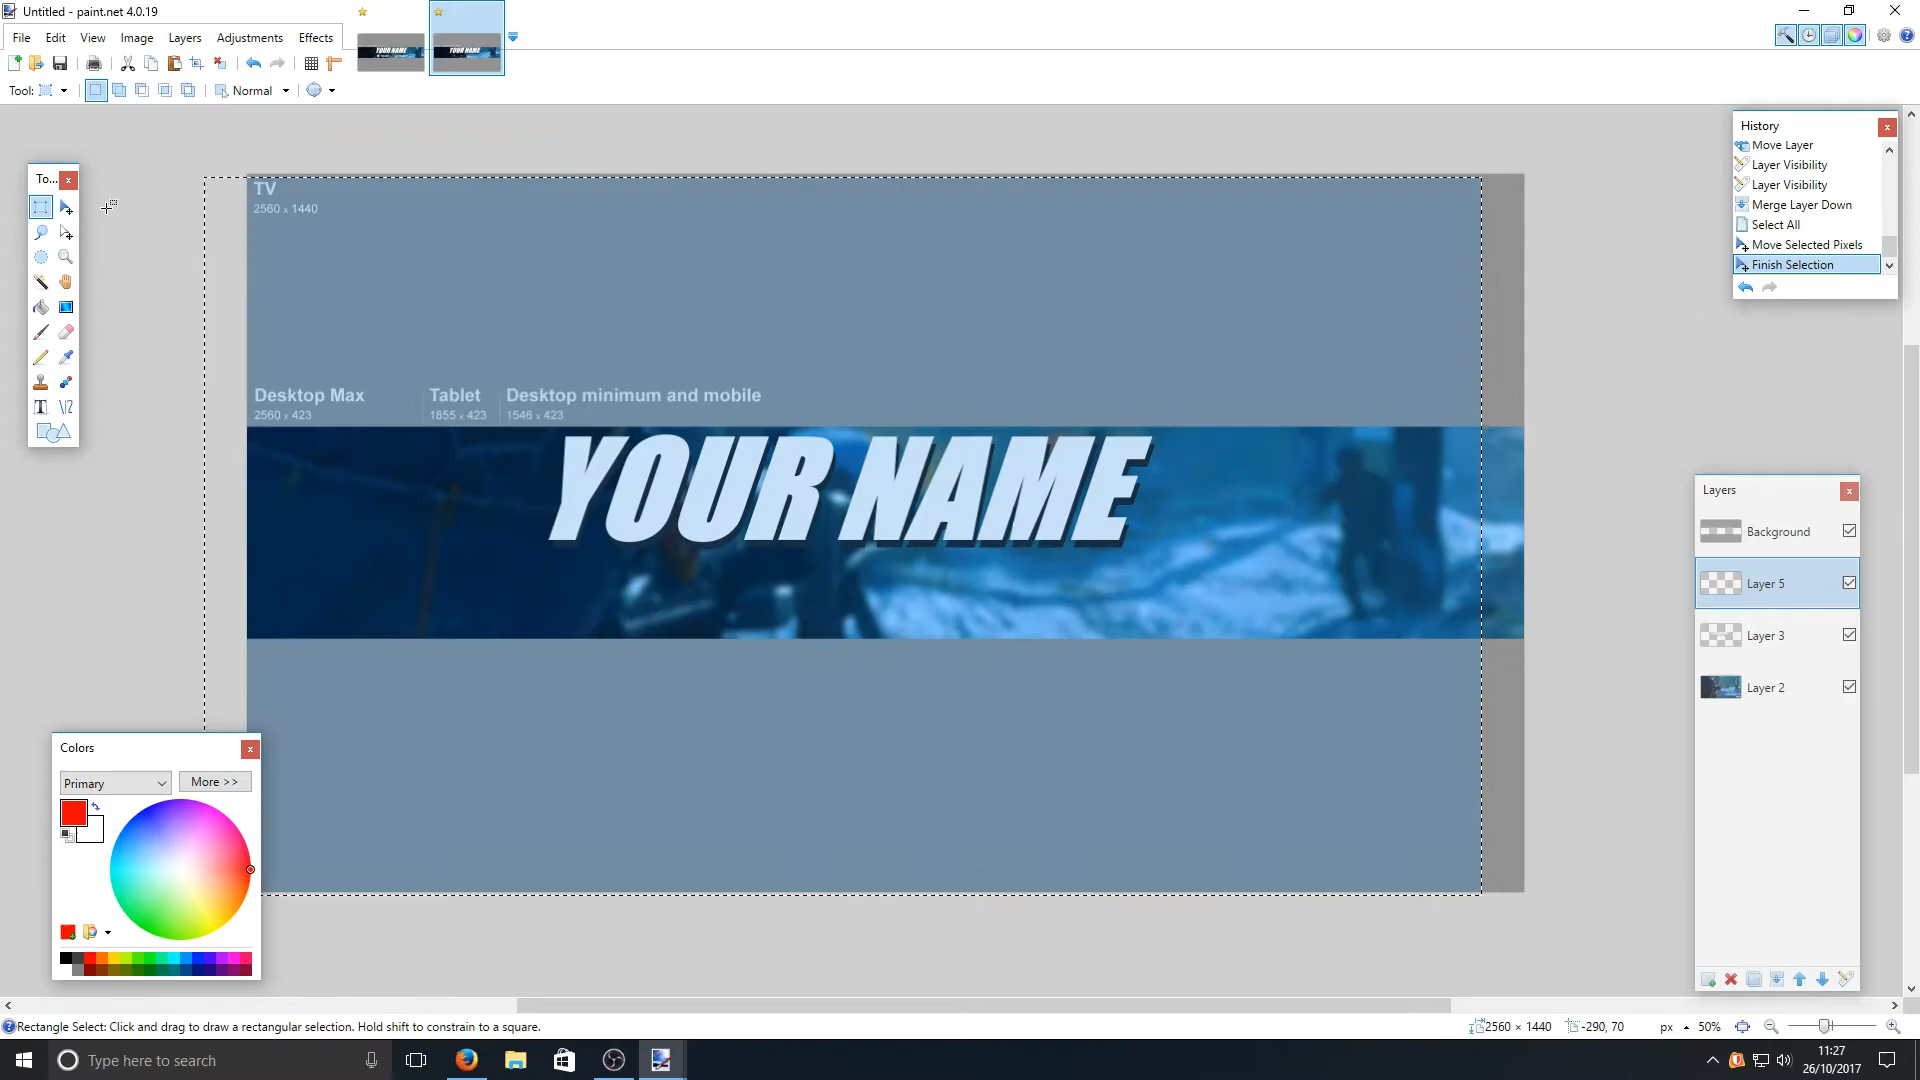 Untitled - paint.net 4.0.19
File Edit View Image Layers Adjustments Effects
YOUR NAME
YOUR NAME
Tool:
Normal
To...
History
Move Layer
Layer Visibility
Layer Visibility
Merge Layer Down
Select All
Move Selected Pixels
Finish Selection
TV
2560 x 1440
Desktop Max
2560 x 423
Tablet
1855 x 423
Desktop minimum and mobile
1546 x 423
YOUR NAME
Layers
Background
Layer 5
Layer 3
Layer 2
Colors
Primary
More >>
Rectangle Select: Click and drag to draw a rectangular selection. Hold shift to constrain to a square.
2560 × 1440
-290, 70
px
50%
Type here to search
11:27
26/10/2017